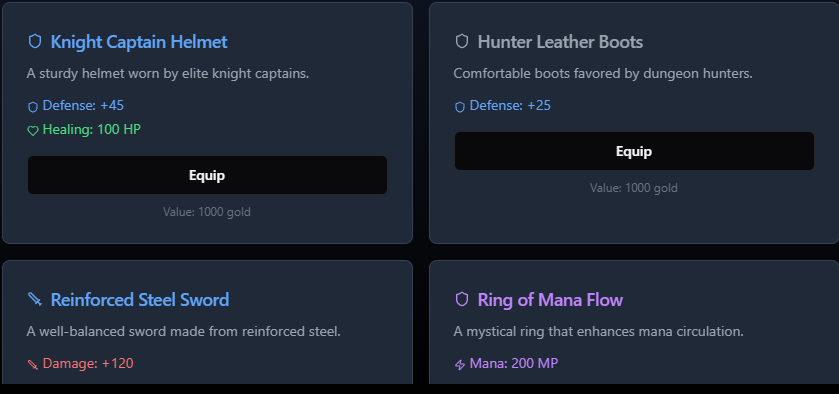 Knight Captain Helmet
A sturdy helmet worn by elite knight captains.
Defense: +45
Healing: 100 HP
Equip
Value: 1000 gold
Hunter Leather Boots
Comfortable boots favored by dungeon hunters.
Defense: +25
Equip
Value: 1000 gold
Reinforced Steel Sword
A well-balanced sword made from reinforced steel.
Damage: +120
Ring of Mana Flow
A mystical ring that enhances mana circulation.
Mana: 200 MP